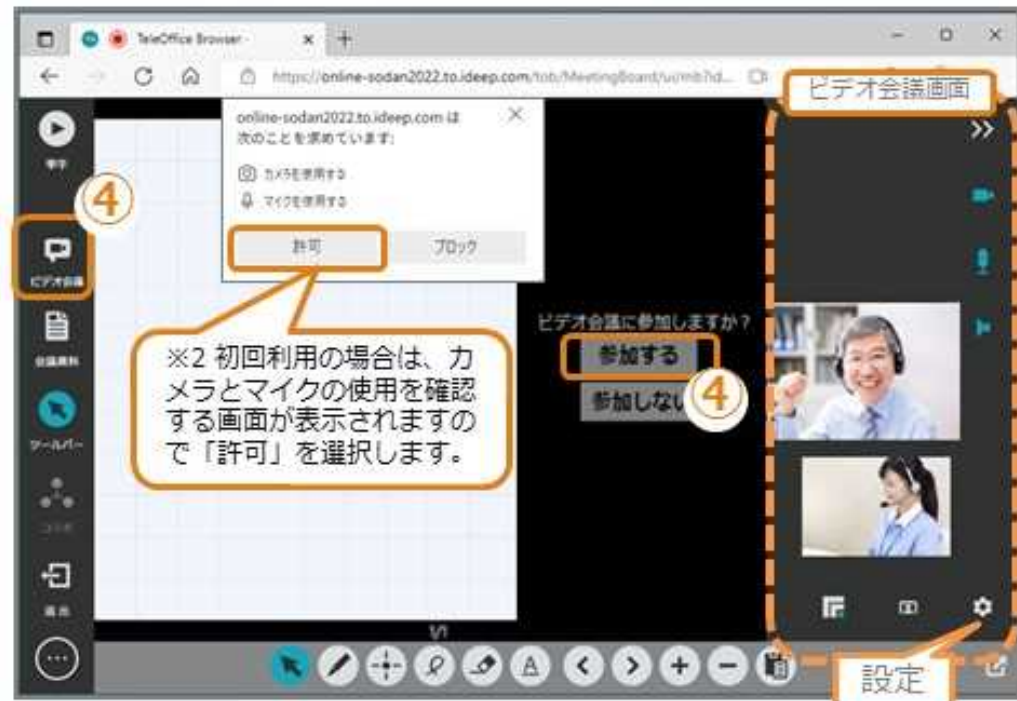 TeleOffice Browser
https://online-sodan2022.to.ideep.com/tob/MeetingBoard/ui/mb?id...
ビデオ会議画面
online-sodan2022.to.ideep.com は
次のことを求めています:
カメラを使用する
マイクを使用する
許可
ブロック
挙手
④
ビデオ会議
会議資料
ツールバー
退出
※2 初回利用の場合は、カ
メラとマイクの使用を確認
する画面が表示されますの
で「許可」を選択します。
ビデオ会議に参加しますか?
参加する
参加しない
④
1/1
A
設定